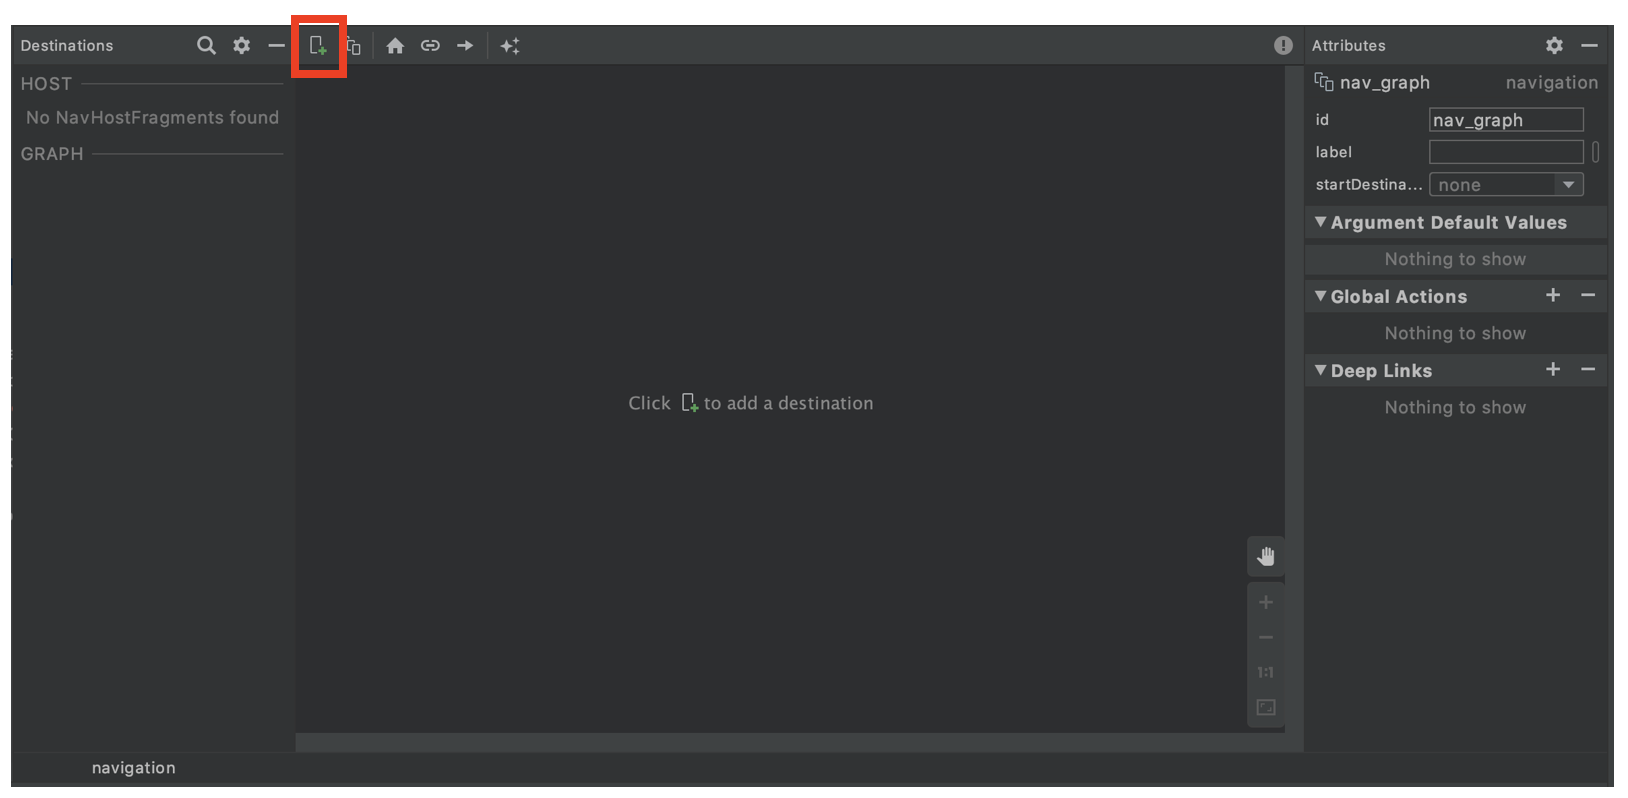 Destinations
HOST
No NavHostFragments found
GRAPH
Click to add a destination
1:1
Attributes
nav_graph navigation
id nav_graph
label
startDestina... none
Argument Default Values
Nothing to show
Global Actions
Nothing to show
Deep Links
Nothing to show
navigation